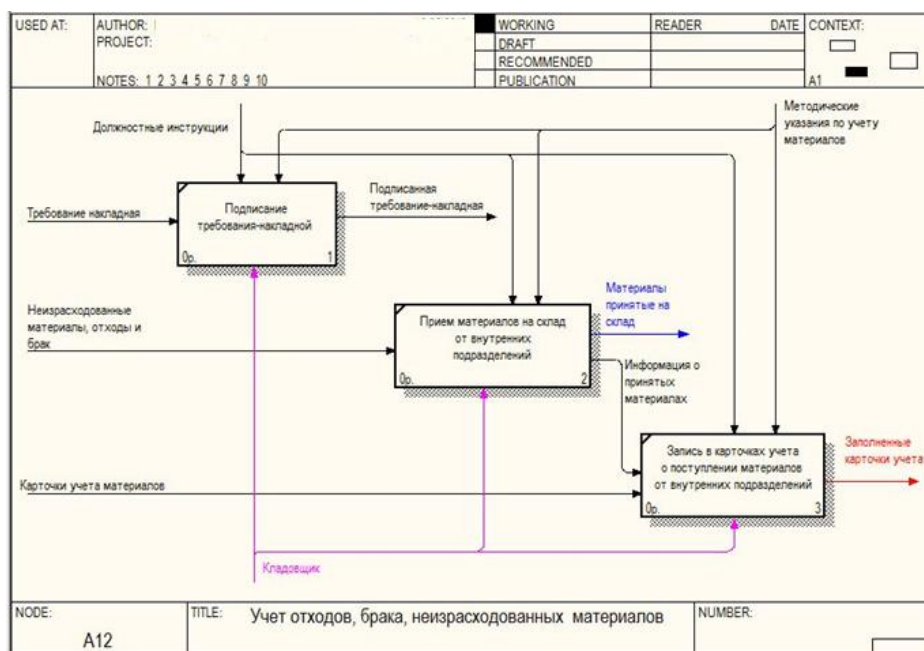 USED AT:
AUTHOR:
PROJECT:
NOTES: 1 2 3 4 5 6 7 8 9 10
WORKING
DRAFT
RECOMMENDED
PUBLICATION
READER
DATE
CONTEXT:
A1
Должностные инструкции
Методические
указания по учету
материалов
Требование накладная
Подписание
требования-накладной
0р.
1
Подписанная
требование-накладная
Неизрасходованные
материалы, отходы и
брак
Прием материалов на склад
от внутренних
подразделений
0р.
2
Материалы
принятые на
склад
Информация о
принятых
материалах
Карточки учета материалов
Запись в карточках учета
о поступлении материалов
от внутренних подразделений
0р.
3
Заполненные
карточки учета
Кладовщик
NODE:
A12
TITLE:
Учет отходов, брака, неизрасходованных материалов
NUMBER: